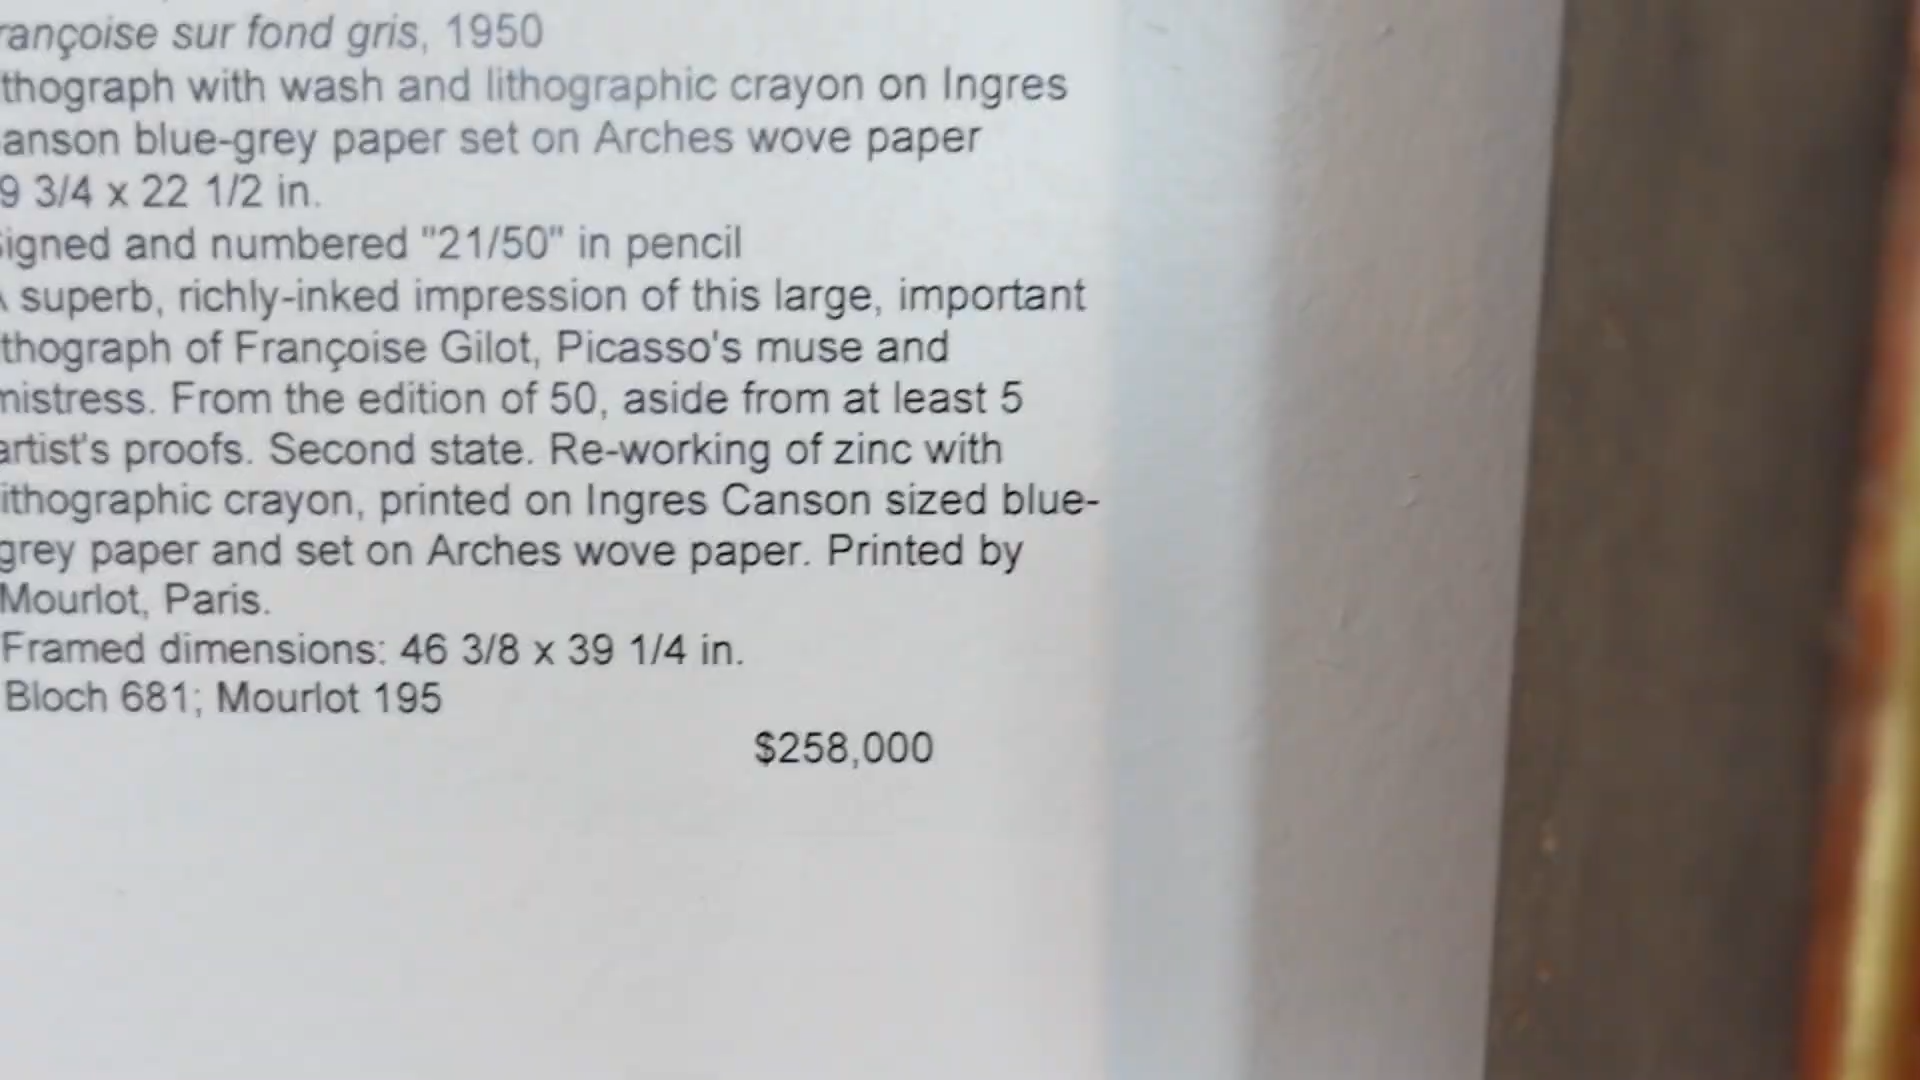 rançoise sur fond gris, 1950
thograph with wash and lithographic crayon on Ingres
anson blue-grey paper set on Arches wove paper
9 3/4 x 22 1/2 in.
igned and numbered "21/50" in pencil
A superb, richly-inked impression of this large, important
thograph of Françoise Gilot, Picasso's muse and
mistress. From the edition of 50, aside from at least 5
artist's proofs. Second state. Re-working of zinc with
ithographic crayon, printed on Ingres Canson sized blue-
grey paper and set on Arches wove paper. Printed by
Mourlot, Paris.
Framed dimensions: 46 3/8 x 39 1/4 in.
Bloch 681; Mourlot 195
$258,000